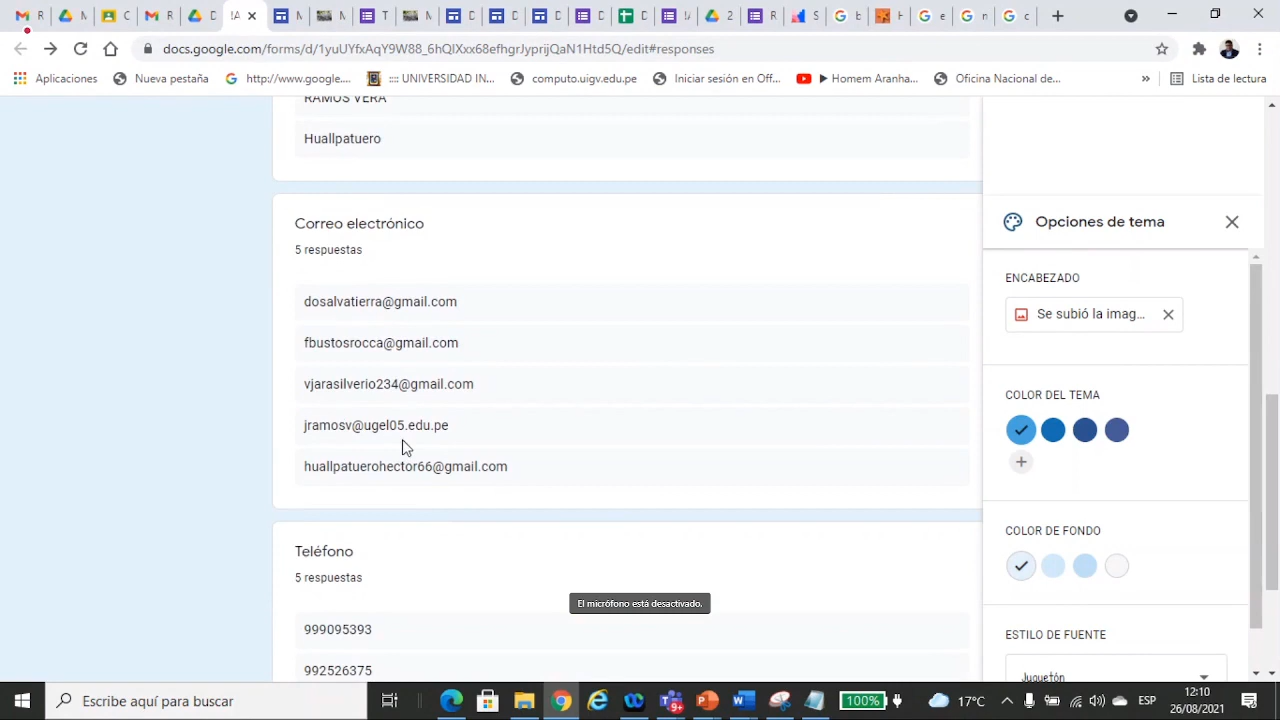 M
C
R
D
!A
M
M
T
M
D
D
D
D
D
!A
2
R
S
b
H
e
n
c
docs.google.com/forms/d/1yuUYfxAqY9W88_6hQlXxx68efhgrJyprijQaN1Htd5Q/edit#responses
Aplicaciones
Nueva pestaña
http://www.google....
:::: UNIVERSIDAD IN...
computo.uigv.edu.pe
Iniciar sesión en Off...
▶ Homem Aranha...
Oficina Nacional de...
»
Lista de lectura
RAMOS VERA
Huallpatuero
Correo electrónico
5 respuestas
dosalvatierra@gmail.com
fbustosrocca@gmail.com
vjarasilverio234@gmail.com
jramosv@ugel05.edu.pe
huallpatuerohector66@gmail.com
Teléfono
5 respuestas
999095393
992526375
El micrófono está desactivado.
Opciones de tema
ENCABEZADO
Se subió la imag...
COLOR DEL TEMA
COLOR DE FONDO
ESTILO DE FUENTE
Juguetón
Escribe aquí para buscar
9+
100%
17°C
ESP
12:10
26/08/2021